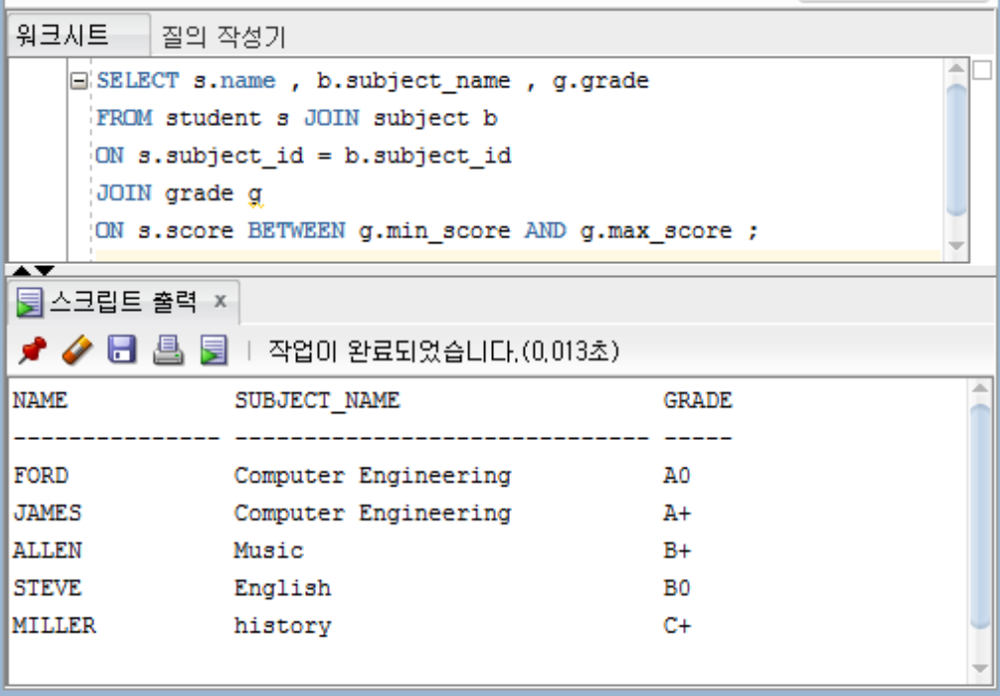 워크시트 질의 작성기
SELECT s.name , b.subject_name , g.grade
FROM student s JOIN subject b
ON s.subject_id = b.subject_id
JOIN grade g
ON s.score BETWEEN g.min_score AND g.max_score ;
스크립트 출력 x
작업이 완료되었습니다.(0,013초)
NAME SUBJECT_NAME GRADE
--------------- ------------------------------ -----
FORD Computer Engineering A0
JAMES Computer Engineering A+
ALLEN Music B+
STEVE English B0
MILLER history C+